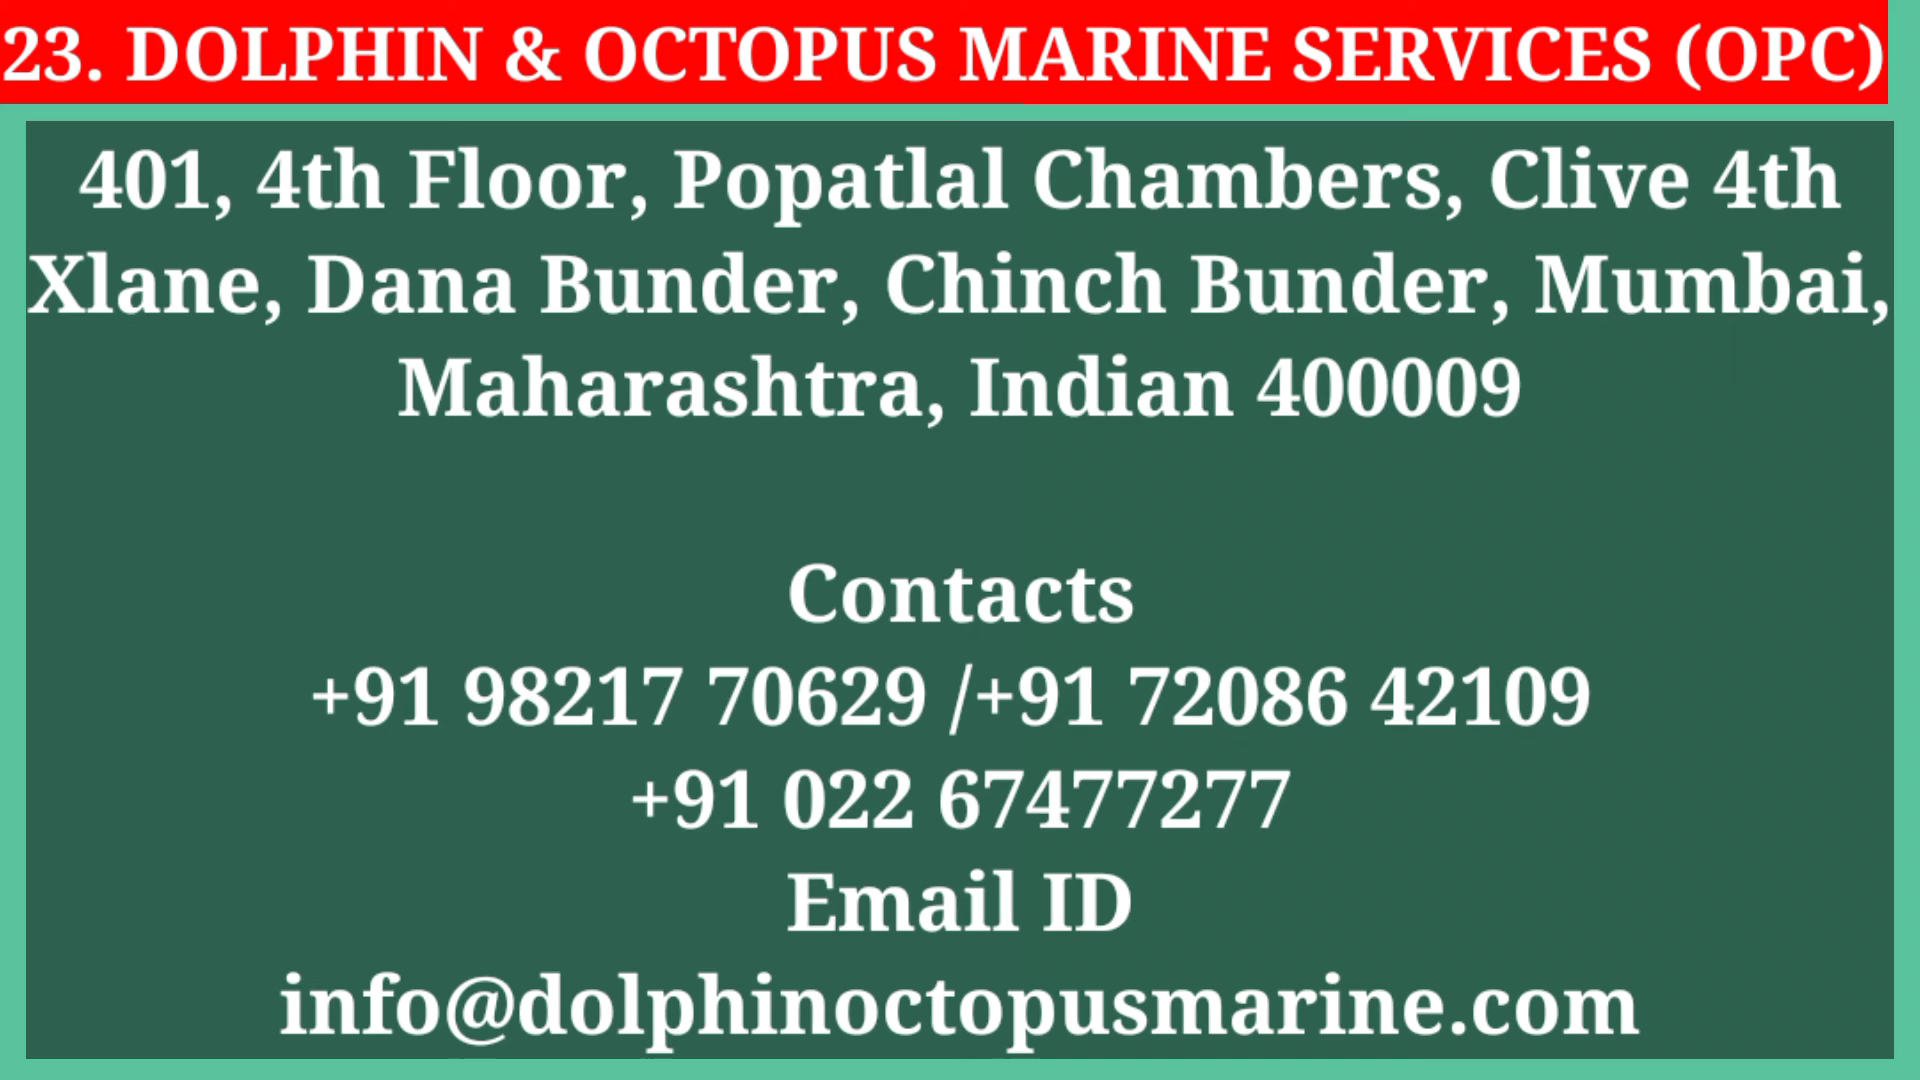 23. DOLPHIN & OCTOPUS MARINE SERVICES (OPC)
401, 4th Floor, Popatlal Chambers, Clive 4th
Xlane, Dana Bunder, Chinch Bunder, Mumbai,
Maharashtra, Indian 400009
Contacts
+91 98217 70629 /+91 72086 42109
+91 022 67477277
Email ID
info@dolphinoctopusmarine.com